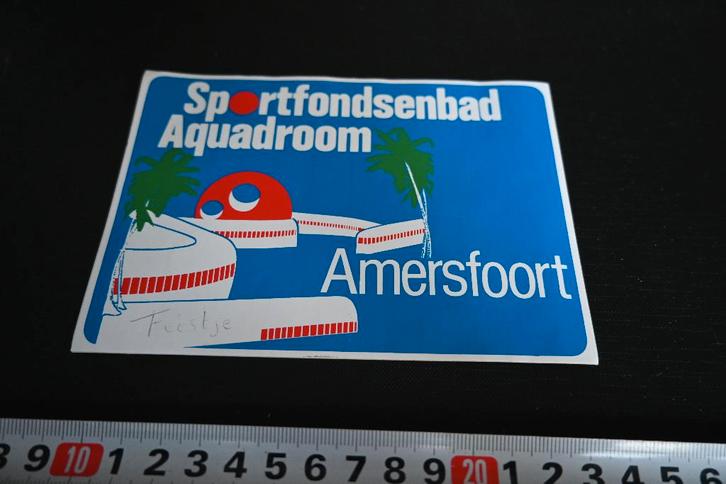 Sportfondsenbad
Aquadroom
Amersfoort
Feestje
8 9 10 1 2 3 4 5 6 7 8 9 20 1 2 3 4 5 6